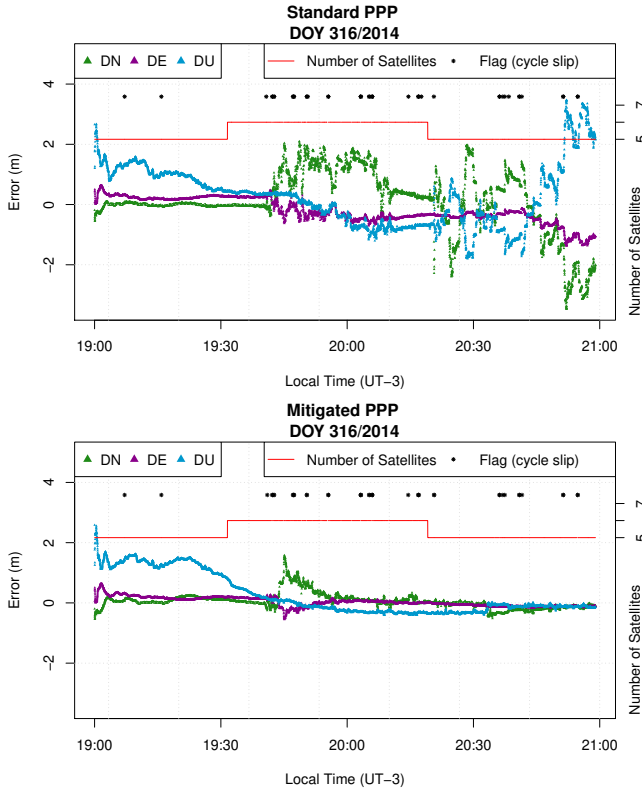 Standard PPP
DOY 316/2014
DN DE DU Number of Satellites Flag (cycle slip)
4
2
0
−2
Error (m)
5 7
Number of Satellites
19:00 19:30 20:00 20:30 21:00
Local Time (UT−3)
Mitigated PPP
DOY 316/2014
DN DE DU Number of Satellites Flag (cycle slip)
4
2
0
−2
Error (m)
5 7
Number of Satellites
19:00 19:30 20:00 20:30 21:00
Local Time (UT−3)